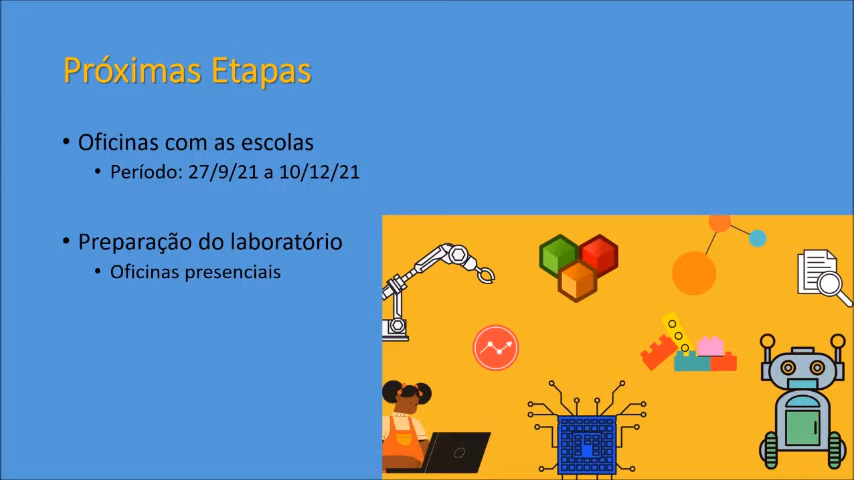 Próximas Etapas
• Oficinas com as escolas
• Período: 27/9/21 a 10/12/21
• Preparação do laboratório
• Oficinas presenciais